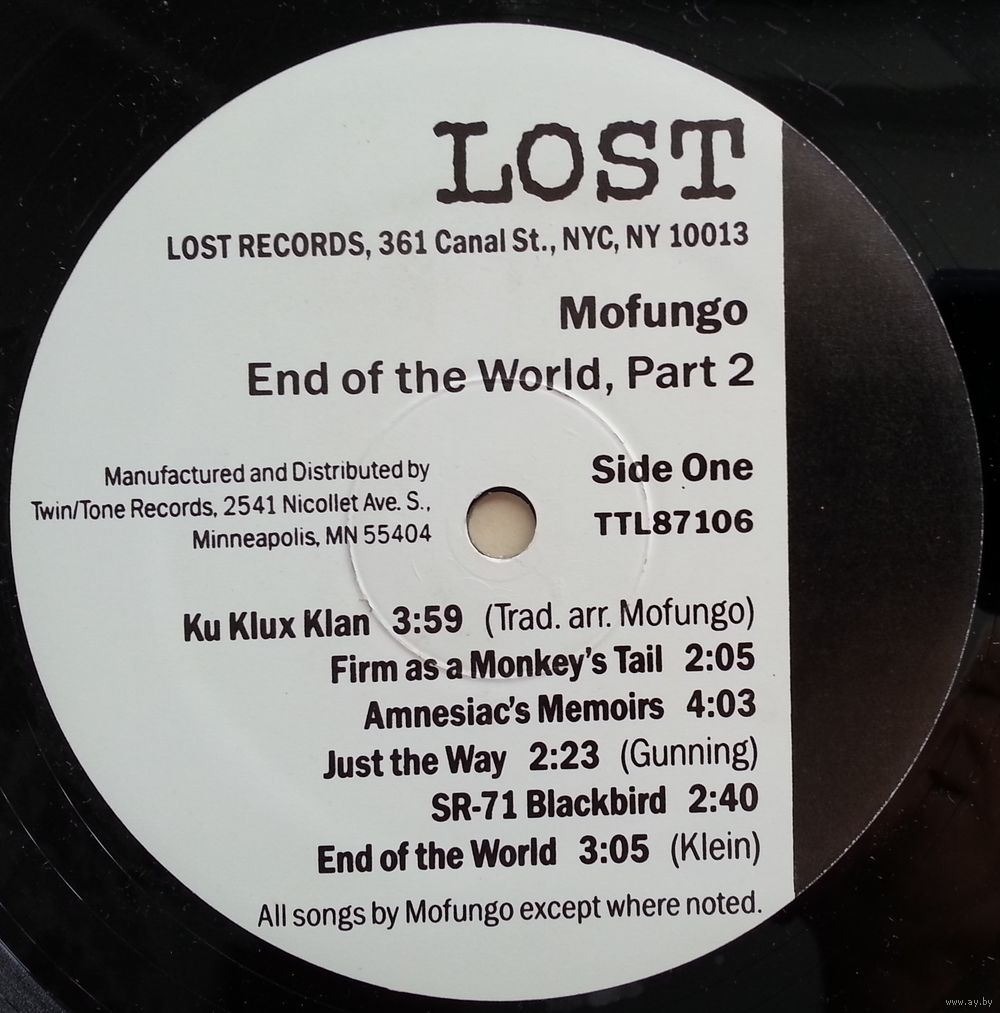 LOST
LOST RECORDS, 361 Canal St., NYC, NY 10013
Mofungo
End of the World, Part 2
Manufactured and Distributed by
Twin/Tone Records, 2541 Nicollet Ave. S.,
Minneapolis, MN 55404
Side One
TTL87106
Ku Klux Klan 3:59 (Trad. arr. Mofungo)
Firm as a Monkey's Tail 2:05
Amnesiac's Memoirs 4:03
Just the Way 2:23 (Gunning)
SR-71 Blackbird 2:40
End of the World 3:05 (Klein)
All songs by Mofungo except where noted.
www.ay.by